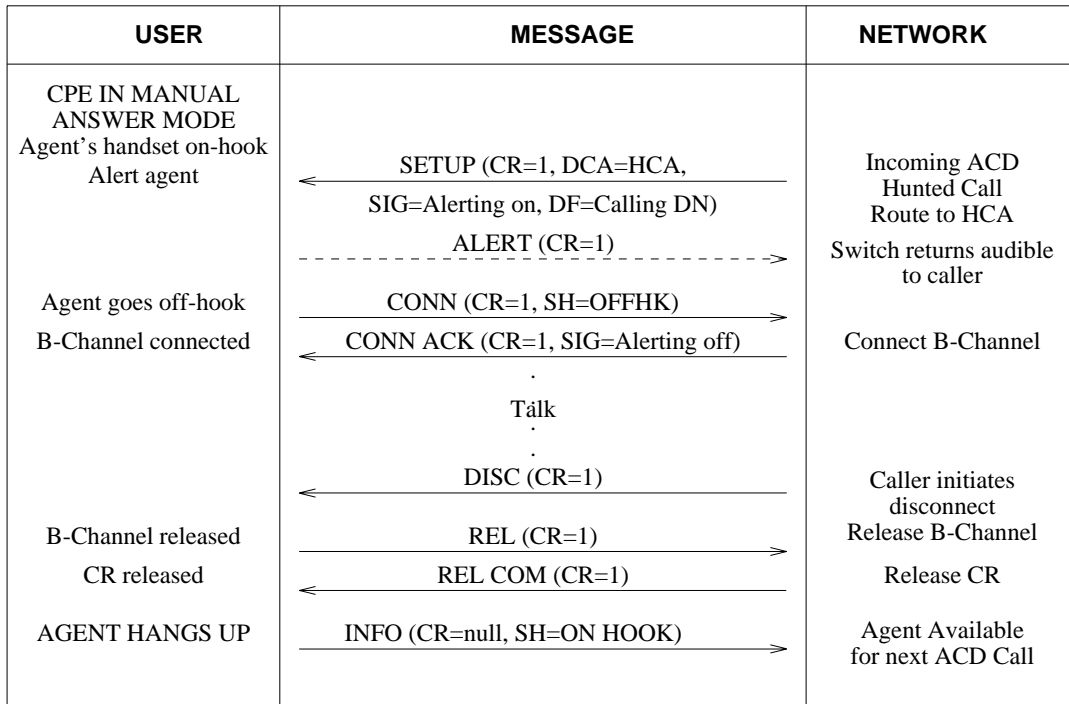 USER MESSAGE NETWORK
CPE IN MANUAL
ANSWER MODE
Agent's handset on-hook
Alert agent
SETUP (CR=1, DCA=HCA,
SIG=Alerting on, DF=Calling DN)
Incoming ACD
Hunted Call
Route to HCA
ALERT (CR=1)
Switch returns audible
to caller
Agent goes off-hook
CONN (CR=1, SH=OFFHK)
B-Channel connected
CONN ACK (CR=1, SIG=Alerting off)
Connect B-Channel
.
.
Talk
.
.
DISC (CR=1)
Caller initiates
disconnect
B-Channel released
REL (CR=1)
Release B-Channel
CR released
REL COM (CR=1)
Release CR
AGENT HANGS UP
INFO (CR=null, SH=ON HOOK)
Agent Available
for next ACD Call